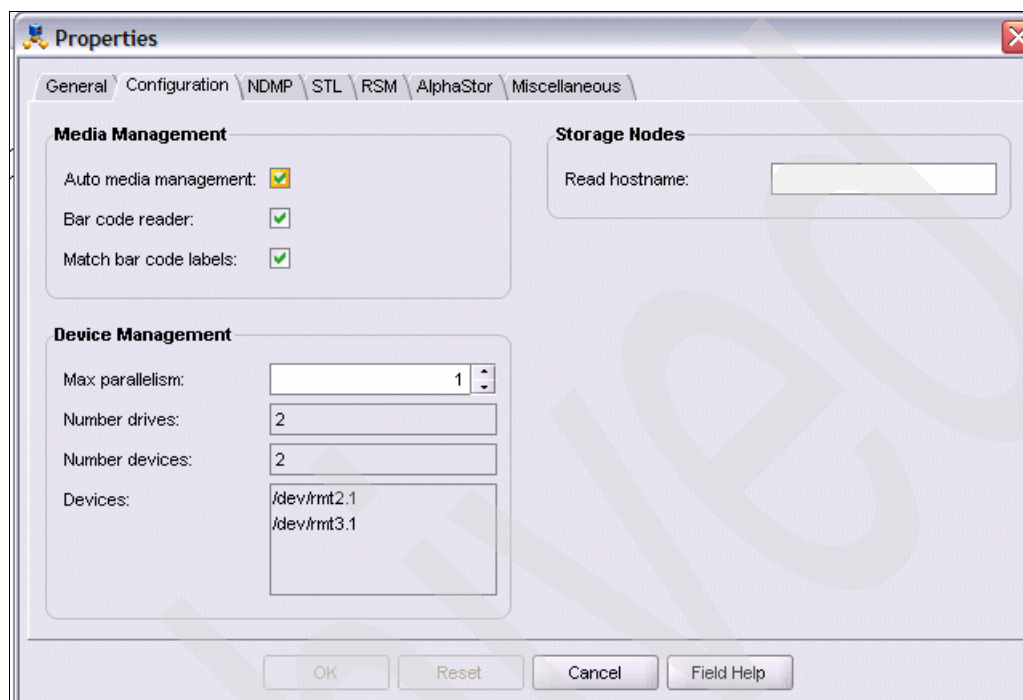 Properties
General Configuration NDMP STL RSM AlphaStor Miscellaneous
Media Management
Auto media management:
Bar code reader:
Match bar code labels:
Storage Nodes
Read hostname:
Device Management
Max parallelism: 1
Number drives: 2
Number devices: 2
Devices: /dev/rmt2.1
/dev/rmt3.1
OK Reset Cancel Field Help